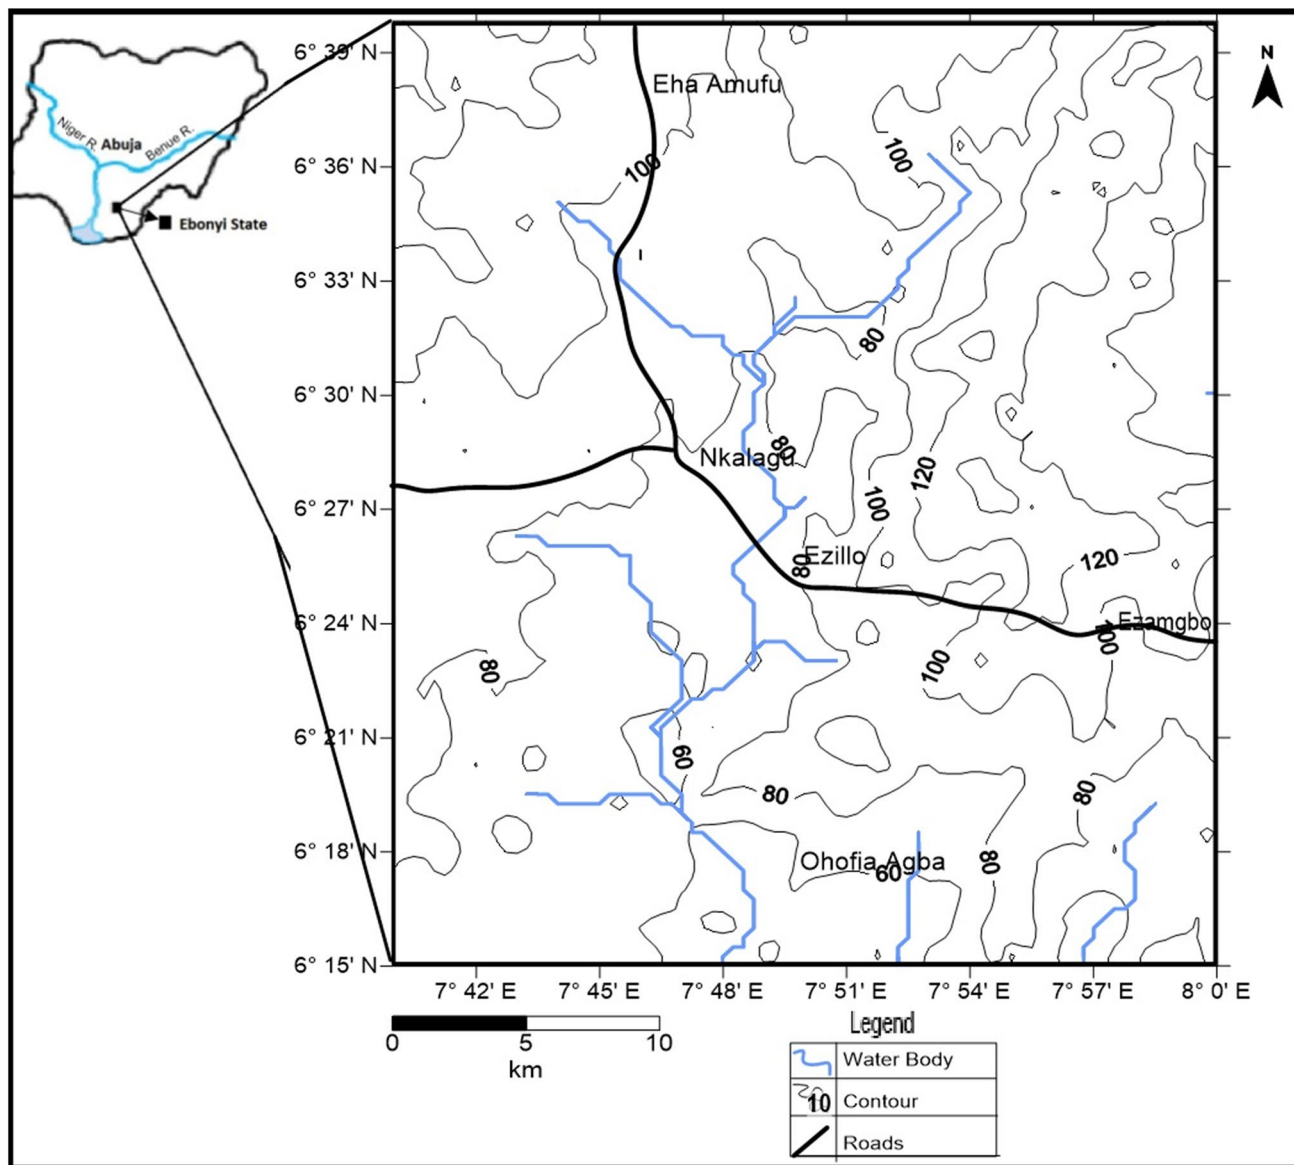 Niger R.
Abuja
Benue R.
Ebonyi State
N
6° 39' N
6° 36' N
6° 33' N
6° 30' N
6° 27' N
6° 24' N
6° 21' N
6° 18' N
6° 15' N
Eha Amufu
100
100
80
80
Nkalagu
120
100
Ezillo
80
120
Ezamgbo
100
100
80
60
80
80
Ohofia Agba
60
80
7° 42' E
7° 45' E
7° 48' E
7° 51' E
7° 54' E
7° 57' E
8° 0' E
0
5
10
km
Legend
Water Body
10
Contour
Roads